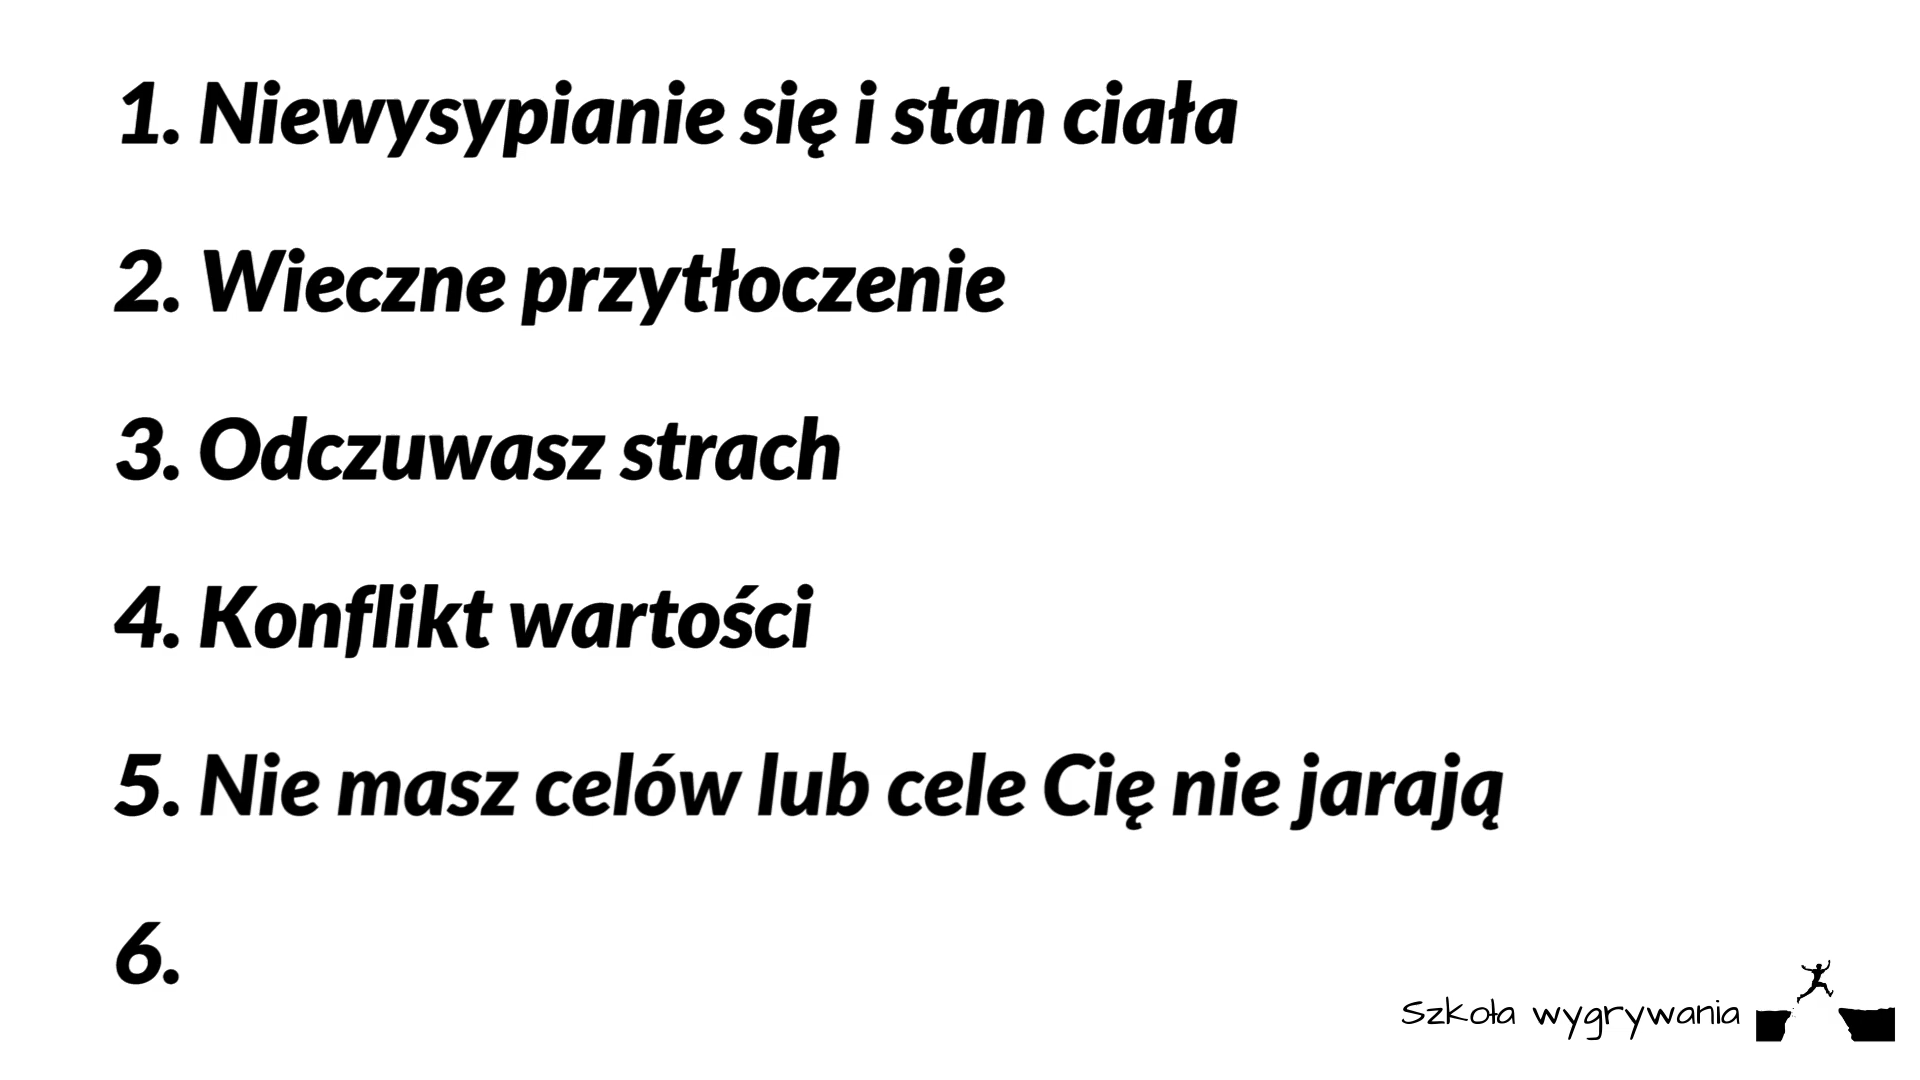 1. Niewysypianie się i stan ciała
2. Wieczne przytłoczenie
3. Odczuwasz strach
4. Konflikt wartości
5. Nie masz celów lub cele Cię nie jarają
6.
Szkoła wygrywania